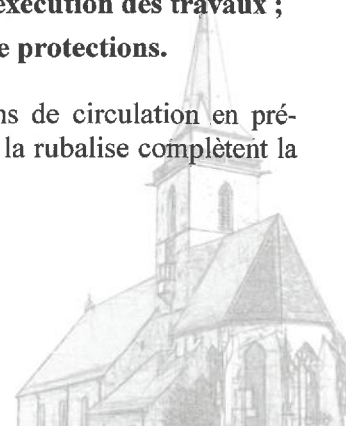 exécution des travaux ;
e protections.
ns de circulation en pré-
la rubalise complètent la